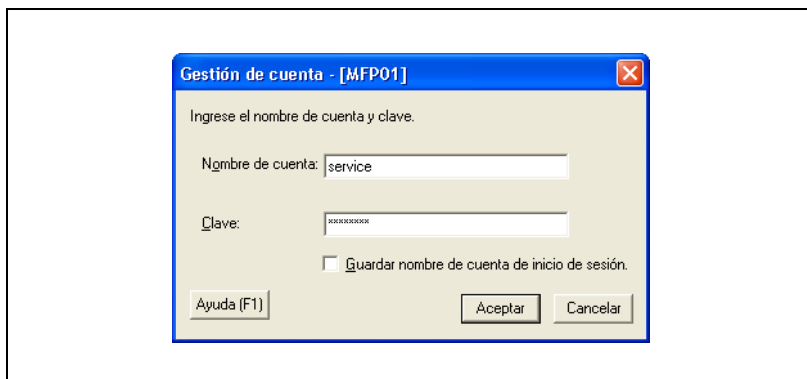 Gestión de cuenta - [MFP01]
Ingrese el nombre de cuenta y clave.
Nombre de cuenta: service
Clave: ********
Guardar nombre de cuenta de inicio de sesión.
Ayuda (F1) Aceptar Cancelar